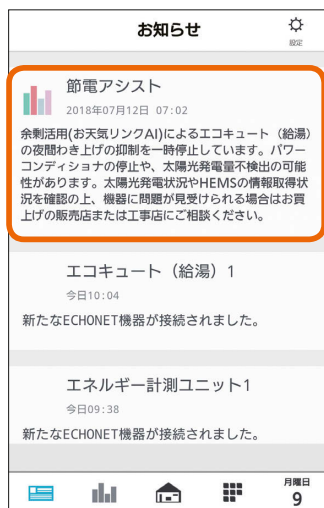 お知らせ
設定
節電アシスト
2018年07月12日 07:02
余剰活用(お天気リンクAI)によるエコキュート（給湯）
の夜間わき上げの抑制を一時停止しています。パワー
コンディショナの停止や、太陽光発電量不検出の可能
性があります。太陽光発電状況やHEMSの情報取得状
況を確認の上、機器に問題が見受けられる場合はお買
上げの販売店または工事店にご相談ください。
エコキュート（給湯）1
今日10:04
新たなECHONET機器が接続されました。
エネルギー計測ユニット1
今日09:38
新たなECHONET機器が接続されました。
月曜日
9